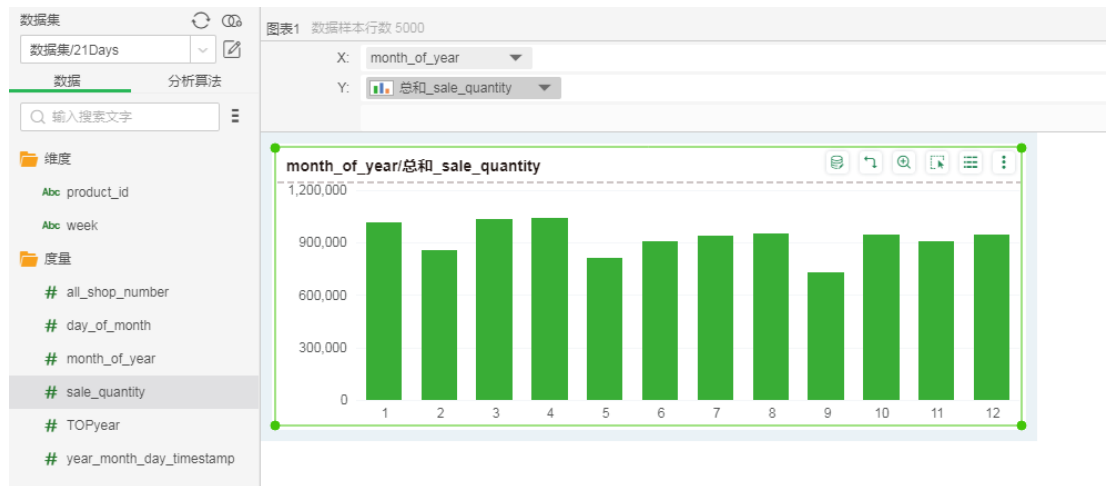 数据集
数据集/21Days
数据
分析算法
输入搜索文字
维度
Abc product_id
Abc week
度量
# all_shop_number
# day_of_month
# month_of_year
# sale_quantity
# TOPyear
# year_month_day_timestamp
图表1 数据样本行数 5000
X: month_of_year
Y: 总和_sale_quantity
month_of_year/总和_sale_quantity
1,200,000
900,000
600,000
300,000
0
1 2 3 4 5 6 7 8 9 10 11 12